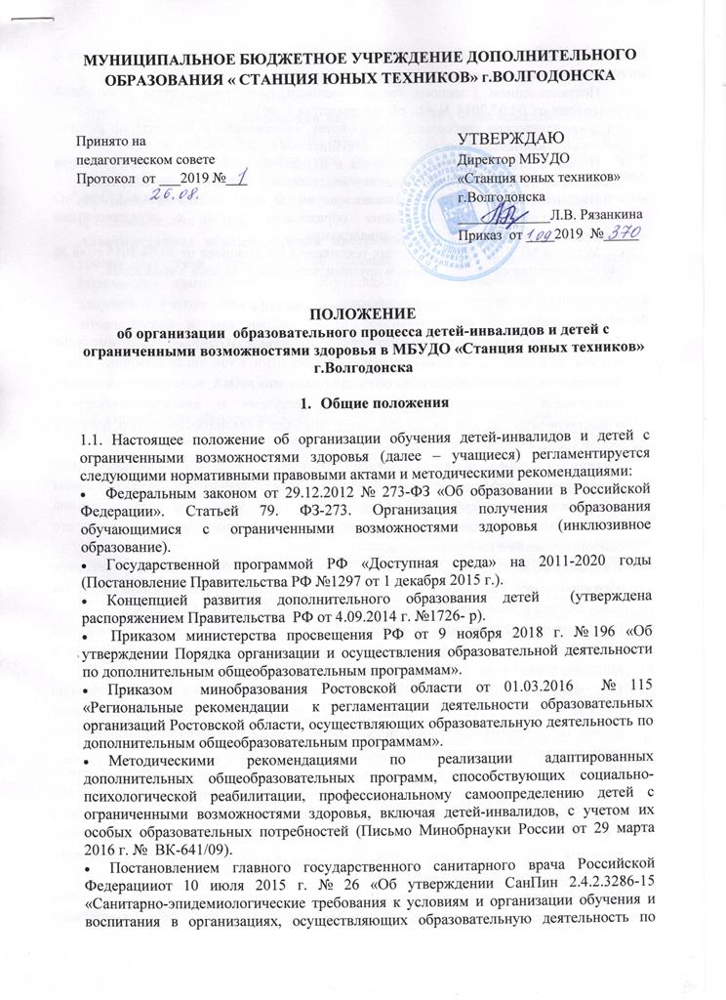 МУНИЦИПАЛЬНОЕ БЮДЖЕТНОЕ УЧРЕЖДЕНИЕ ДОПОЛНИТЕЛЬНОГО
ОБРАЗОВАНИЯ « СТАНЦИЯ ЮНЫХ ТЕХНИКОВ» г.ВОЛГОДОНСКА
Принято на
педагогическом совете
Протокол от ___2019 №_1
26.08.
УТВЕРЖДАЮ
Директор МБУДО
«Станция юных техников»
г.Волгодонска
______________Л.В. Рязанкина
Приказ от 1.09 2019 № 370
ПОЛОЖЕНИЕ
об организации образовательного процесса детей-инвалидов и детей с
ограниченными возможностями здоровья в МБУДО «Станция юных техников»
г.Волгодонска
1. Общие положения
1.1. Настоящее положение об организации обучения детей-инвалидов и детей с
ограниченными возможностями здоровья (далее – учащиеся) регламентируется
следующими нормативными правовыми актами и методическими рекомендациями:
• Федеральным законом от 29.12.2012 № 273-ФЗ «Об образовании в Российской
Федерации». Статьей 79. ФЗ-273. Организация получения образования
обучающимися с ограниченными возможностями здоровья (инклюзивное
образование).
• Государственной программой РФ «Доступная среда» на 2011-2020 годы
(Постановление Правительства РФ №1297 от 1 декабря 2015 г.).
• Концепцией развития дополнительного образования детей (утверждена
распоряжением Правительства РФ от 4.09.2014 г. №1726- р).
• Приказом министерства просвещения РФ от 9 ноября 2018 г. № 196 «Об
утверждении Порядка организации и осуществления образовательной деятельности
по дополнительным общеобразовательным программам».
• Приказом минобразования Ростовской области от 01.03.2016 № 115
«Региональные рекомендации к регламентации деятельности образовательных
организаций Ростовской области, осуществляющих образовательную деятельность по
дополнительным общеобразовательным программам».
• Методическими рекомендациями по реализации адаптированных
дополнительных общеобразовательных программ, способствующих социально-
психологической реабилитации, профессиональному самоопределению детей с
ограниченными возможностями здоровья, включая детей-инвалидов, с учетом их
особых образовательных потребностей (Письмо Минобрнауки России от 29 марта
2016 г. № ВК-641/09).
• Постановлением главного государственного санитарного врача Российской
Федерацииот 10 июля 2015 г. № 26 «Об утверждении СанПин 2.4.2.3286-15
«Санитарно-эпидемиологические требования к условиям и организации обучения и
воспитания в организациях, осуществляющих образовательную деятельность по